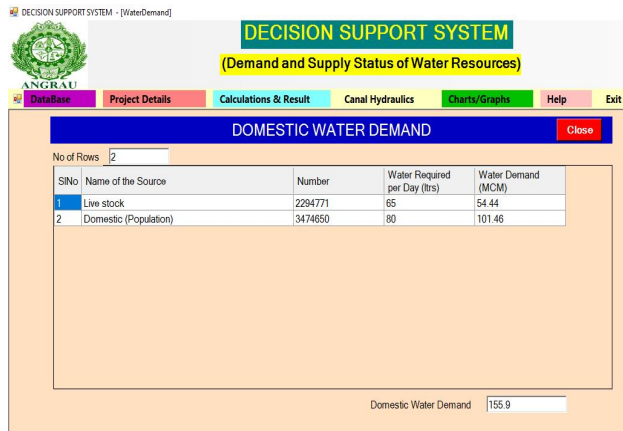 DECISION SUPPORT SYSTEM - [WaterDemand]
DECISION SUPPORT SYSTEM
(Demand and Supply Status of Water Resources)
ANGRAU
DataBase Project Details Calculations & Result Canal Hydraulics Charts/Graphs Help Exit
DOMESTIC WATER DEMAND Close
No of Rows 2
SlNo Name of the Source Number Water Required per Day (ltrs) Water Demand (MCM)
1 Live stock 2294771 65 54.44
2 Domestic (Population) 3474650 80 101.46
Domestic Water Demand 155.9